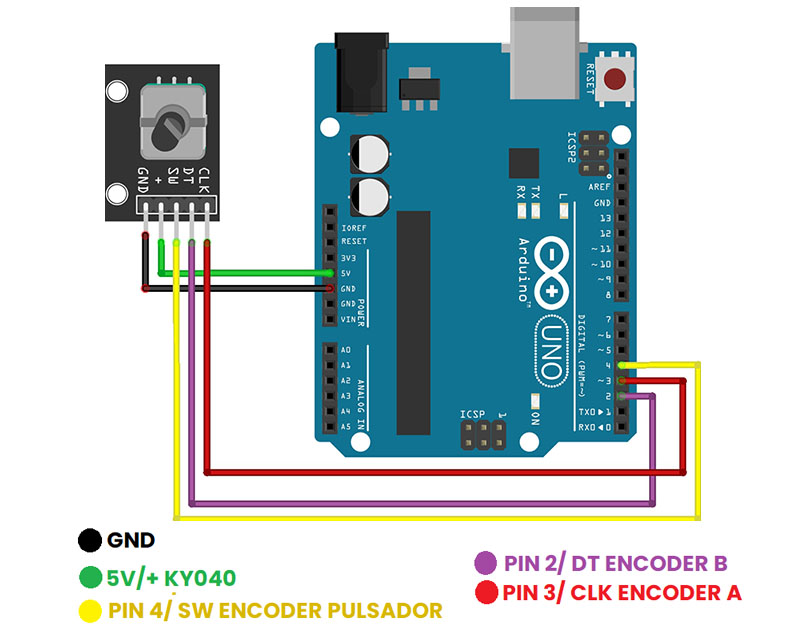 RESET
ICSP2
GND
+
SW
DT
CLK
AREF
GND
13
12
~11
~10
~9
8
RX
TX
L
IOREF
RESET
3V3
5V
GND
GND
VIN
POWER
Arduino™
UNO
DIGITAL (PWM=~)
7
~6
~5
4
~3
2
TX0 ▶ 1
RX0 ◀ 0
A0
A1
A2
A3
A4
A5
ANALOG IN
ON
ICSP
1
GND
5V/+ KY040
PIN 4/ SW ENCODER PULSADOR
PIN 2/ DT ENCODER B
PIN 3/ CLK ENCODER A